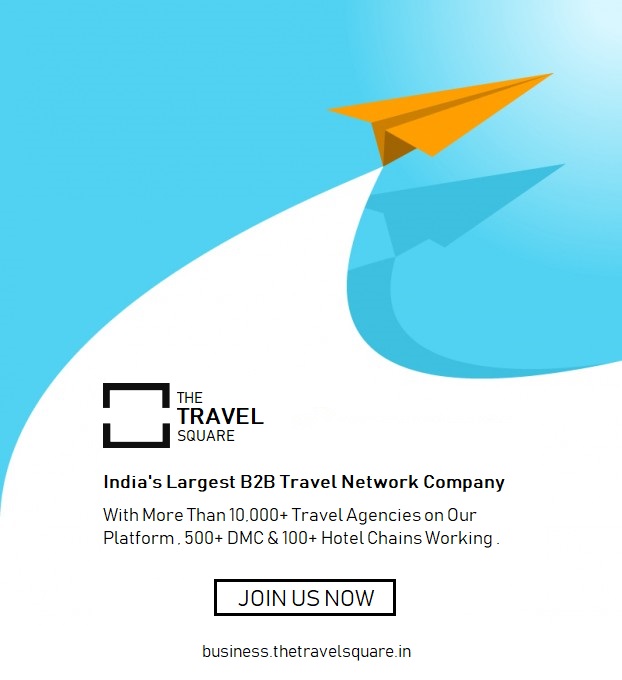 THE
TRAVEL
SQUARE
India's Largest B2B Travel Network Company
With More Than 10,000+ Travel Agencies on Our
Platform , 500+ DMC & 100+ Hotel Chains Working .
JOIN US NOW
business.thetravelsquare.in